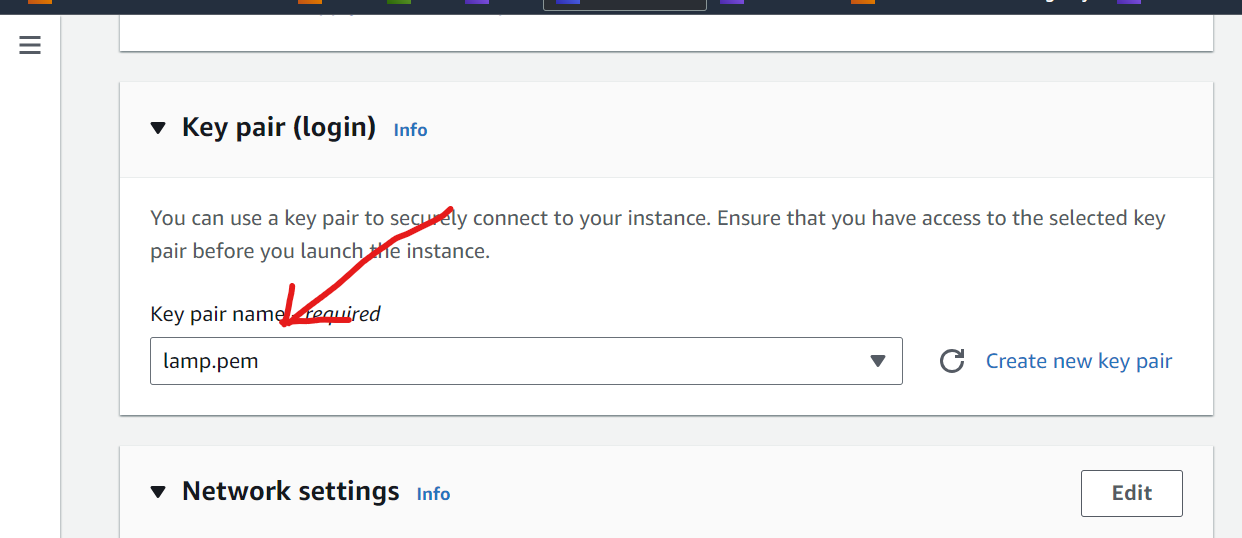 Key pair (login) Info
You can use a key pair to securely connect to your instance. Ensure that you have access to the selected key
pair before you launch the instance.
Key pair name - required
lamp.pem
Create new key pair
Network settings Info
Edit